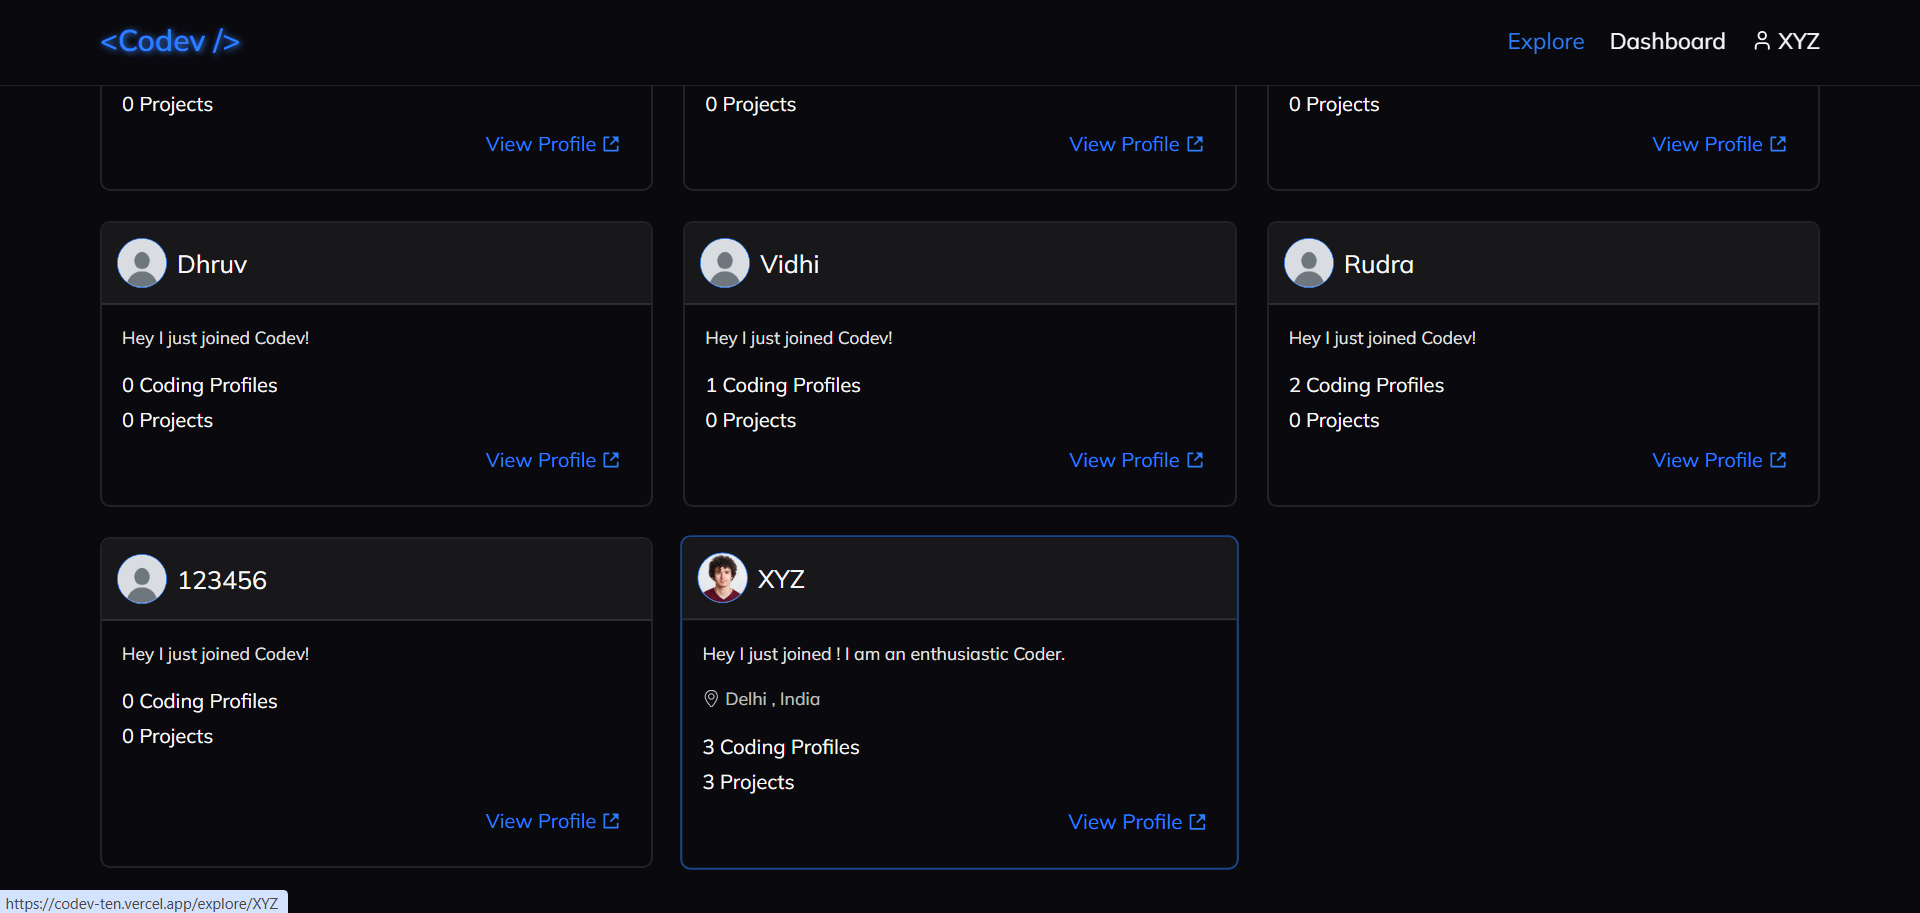 <Codev />
Explore Dashboard XYZ
0 Projects 0 Projects 0 Projects
View Profile View Profile View Profile
Dhruv Vidhi Rudra
Hey I just joined Codev! Hey I just joined Codev! Hey I just joined Codev!
0 Coding Profiles 1 Coding Profiles 2 Coding Profiles
0 Projects 0 Projects 0 Projects
View Profile View Profile View Profile
123456
Hey I just joined Codev!
0 Coding Profiles
0 Projects
View Profile
XYZ
Hey I just joined ! I am an enthusiastic Coder.
Delhi , India
3 Coding Profiles
3 Projects
View Profile
https://codev-ten.vercel.app/explore/XYZ